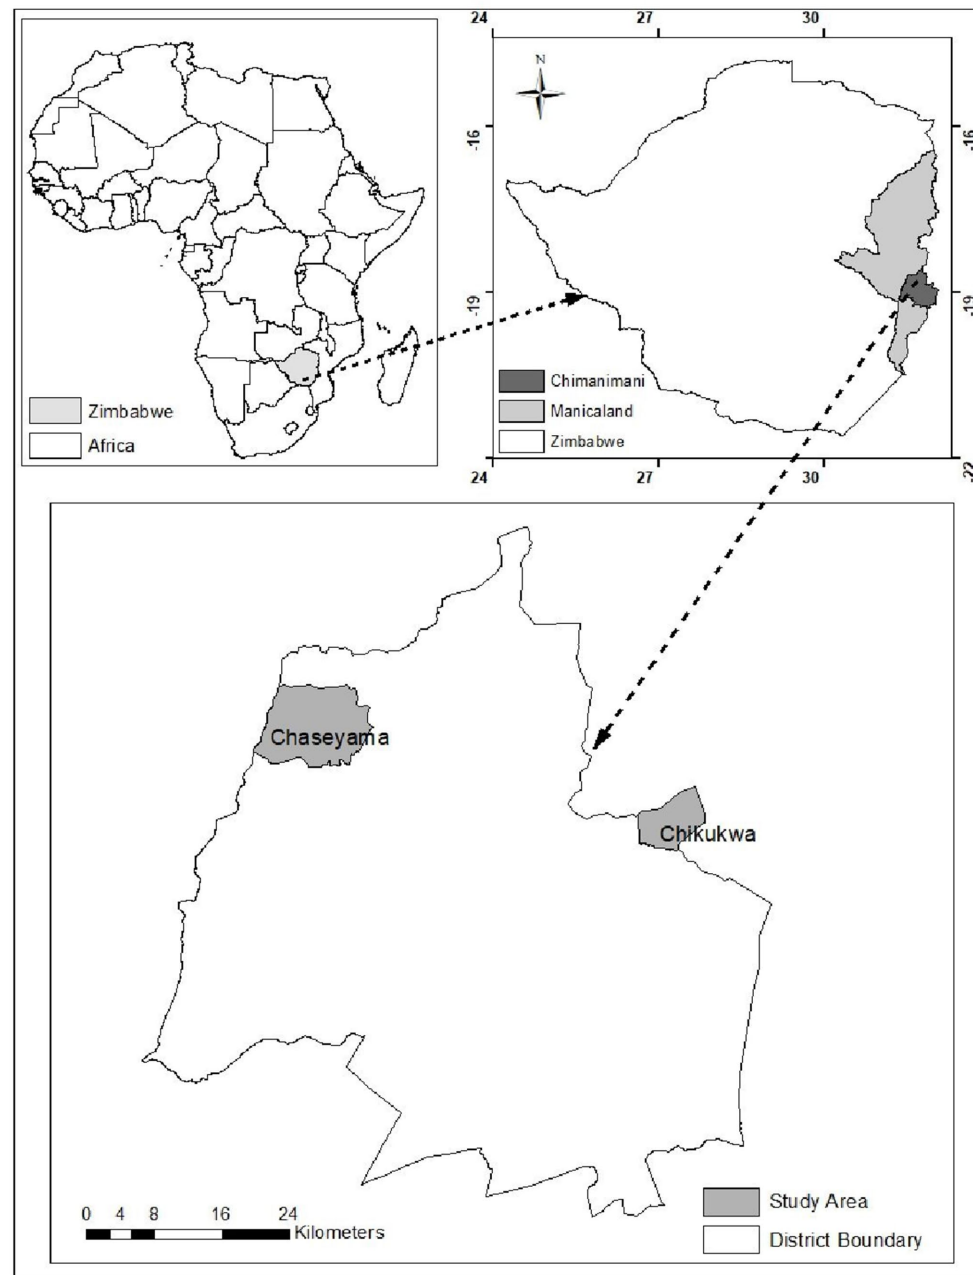 24 27 30
N
-16 -16
-19 -19
Zimbabwe
Africa
Chimanimani
Manicaland
Zimbabwe
24 27 30
-22
Chaseyama
Chikukwa
0 4 8 16 24
Kilometers
Study Area
District Boundary